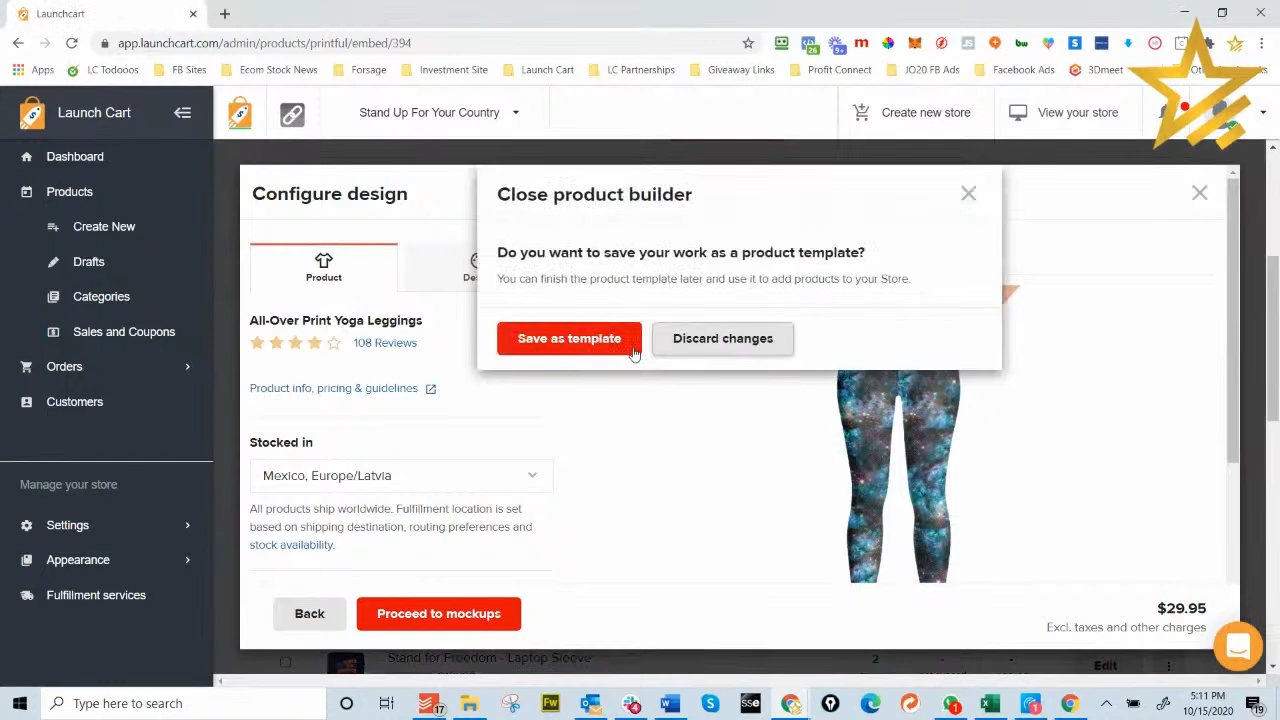 Launchcart
app.launchcart.com/admin/product/printful/embed/394
Apps
LC Todooos
FB Sites
Ecom Stock News
Forsage
Investment Site
Launch Cart
LC Partnerships
Giveaway Links
Profit Connect
JO20 FB Ads
Facebook Ads
3Dmeet
Launch Cart
Stand Up For Your Country
Create new store
View your store
Dashboard
Products
Create New
Drafts
Categories
Sales and Coupons
Orders
Customers
Manage your store
Settings
Appearance
Fulfillment services
Configure design
Product
All-Over Print Yoga Leggings
108 Reviews
Product info, pricing & guidelines
Stocked in
Mexico, Europe/Latvia
All products ship worldwide. Fulfillment location is set
based on shipping destination, routing preferences and
stock availability.
Back
Proceed to mockups
Close product builder
Do you want to save your work as a product template?
You can finish the product template later and use it to add products to your Store.
Save as template
Discard changes
$29.95
Excl. taxes and other charges
Stand for Freedom - Laptop Sleeve
2
Edit
Type here to search
17
4
1
5:11 PM
10/15/2020
19